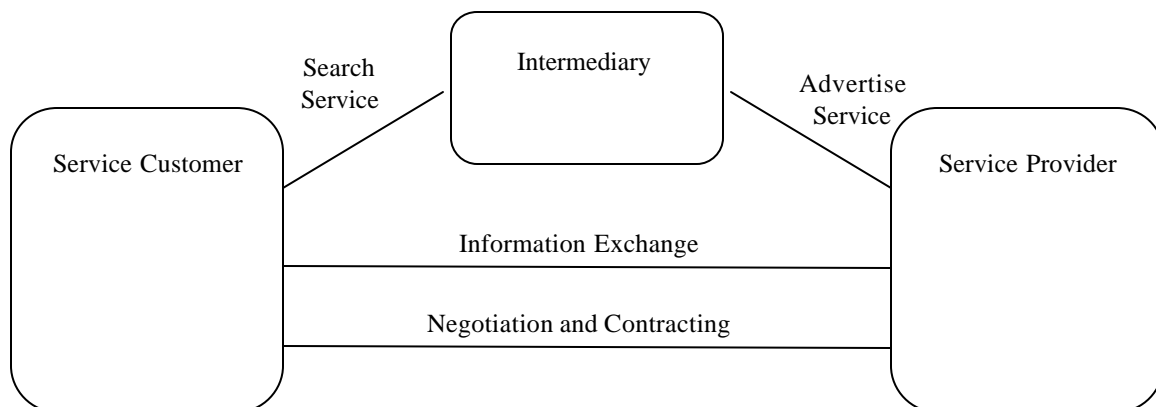 Intermediary
Search
Service
Advertise
Service
Service Customer
Service Provider
Information Exchange
Negotiation and Contracting